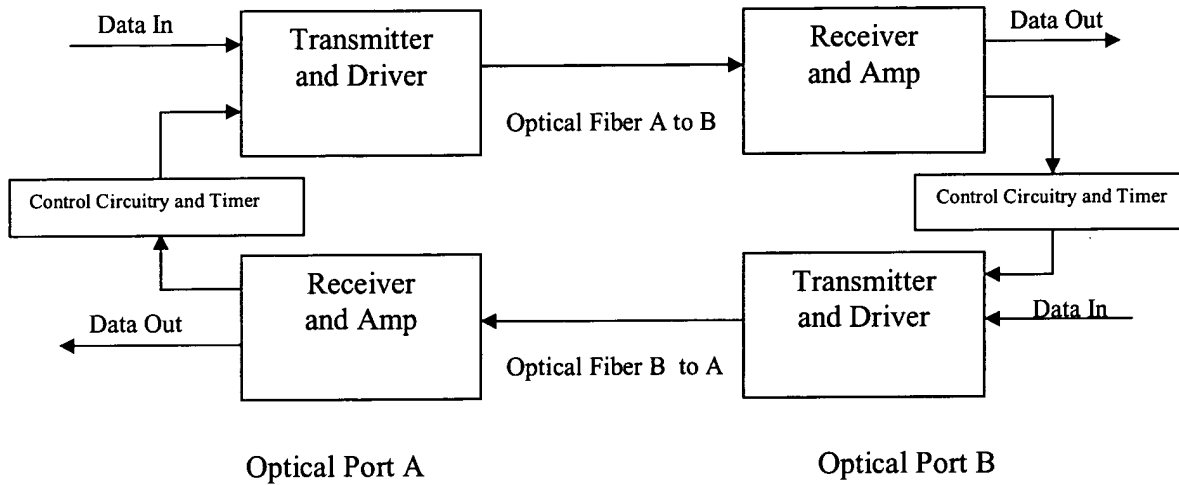 Data In
Transmitter
and Driver
Receiver
and Amp
Data Out
Optical Fiber A to B
Control Circuitry and Timer
Control Circuitry and Timer
Receiver
and Amp
Transmitter
and Driver
Data Out
Data In
Optical Fiber B to A
Optical Port A
Optical Port B